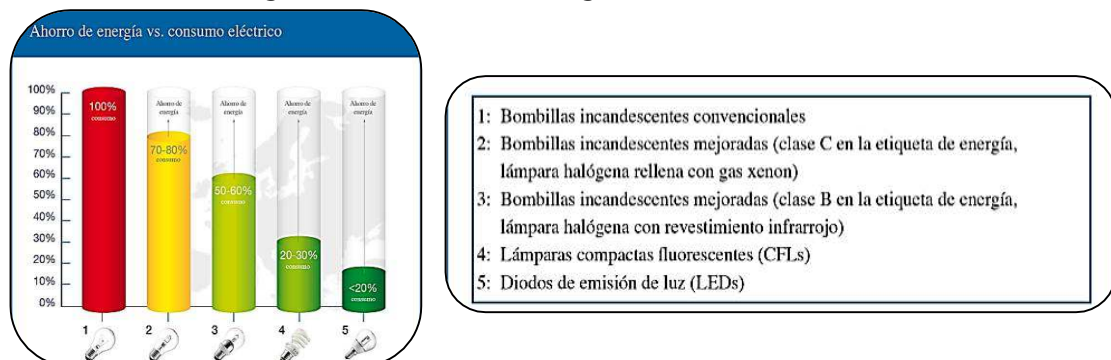 Ahorro de energía vs. consumo eléctrico
100%
90%
80%
70%
60%
50%
40%
30%
20%
10%
0%
100%
consumo
Ahorro de
energía
70-80%
consumo
Ahorro de
energía
50-60%
consumo
Ahorro de
energía
20-30%
consumo
Ahorro de
energía
<20%
consumo
1
2
3
4
5
1: Bombillas incandescentes convencionales
2: Bombillas incandescentes mejoradas (clase C en la etiqueta de energía,
lámpara halógena rellena con gas xenon)
3: Bombillas incandescentes mejoradas (clase B en la etiqueta de energía,
lámpara halógena con revestimiento infrarrojo)
4: Lámparas compactas fluorescentes (CFLs)
5: Diodos de emisión de luz (LEDs)